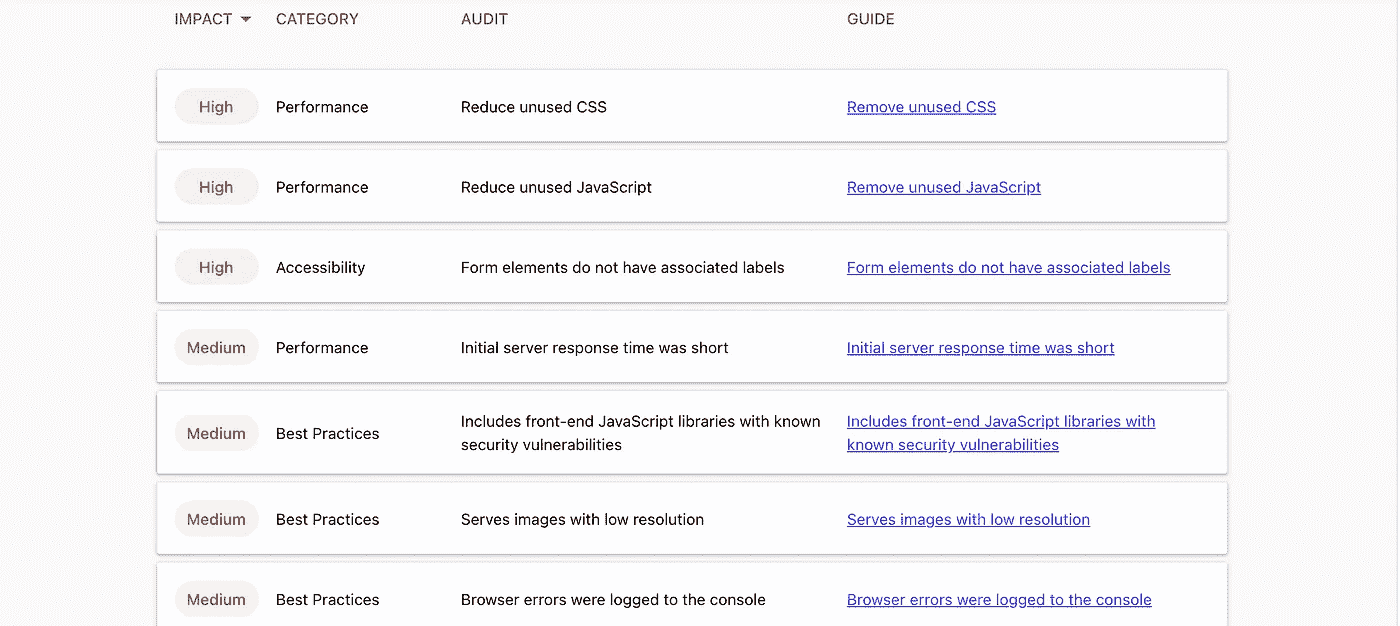 IMPACT CATEGORY AUDIT GUIDE
High Performance Reduce unused CSS Remove unused CSS
High Performance Reduce unused JavaScript Remove unused JavaScript
High Accessibility Form elements do not have associated labels Form elements do not have associated labels
Medium Performance Initial server response time was short Initial server response time was short
Medium Best Practices Includes front-end JavaScript libraries with known security vulnerabilities Includes front-end JavaScript libraries with known security vulnerabilities
Medium Best Practices Serves images with low resolution Serves images with low resolution
Medium Best Practices Browser errors were logged to the console Browser errors were logged to the console